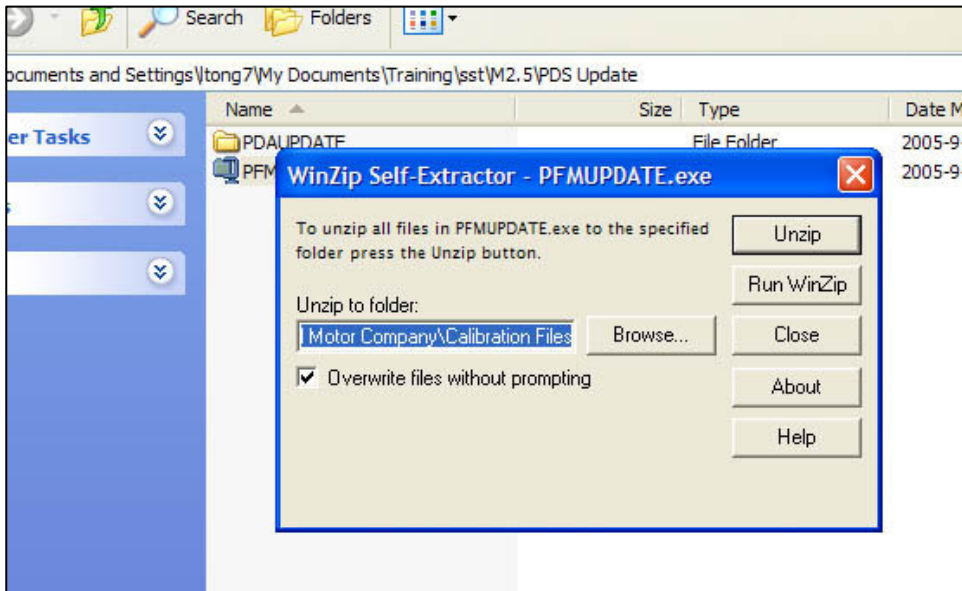 Search Folders
ocuments and Settings\ltong7\My Documents\Training\sst\M2.5\PDS Update
Name Size Type Date M
er Tasks
PDAUPDATE File Folder 2005-9-
PFM 2005-9-
s
WinZip Self-Extractor - PFMUPDATE.exe
To unzip all files in PFMUPDATE.exe to the specified
folder press the Unzip button.
Unzip
Run WinZip
Unzip to folder:
Motor Company\Calibration Files
Browse...
Close
Overwrite files without prompting
About
Help